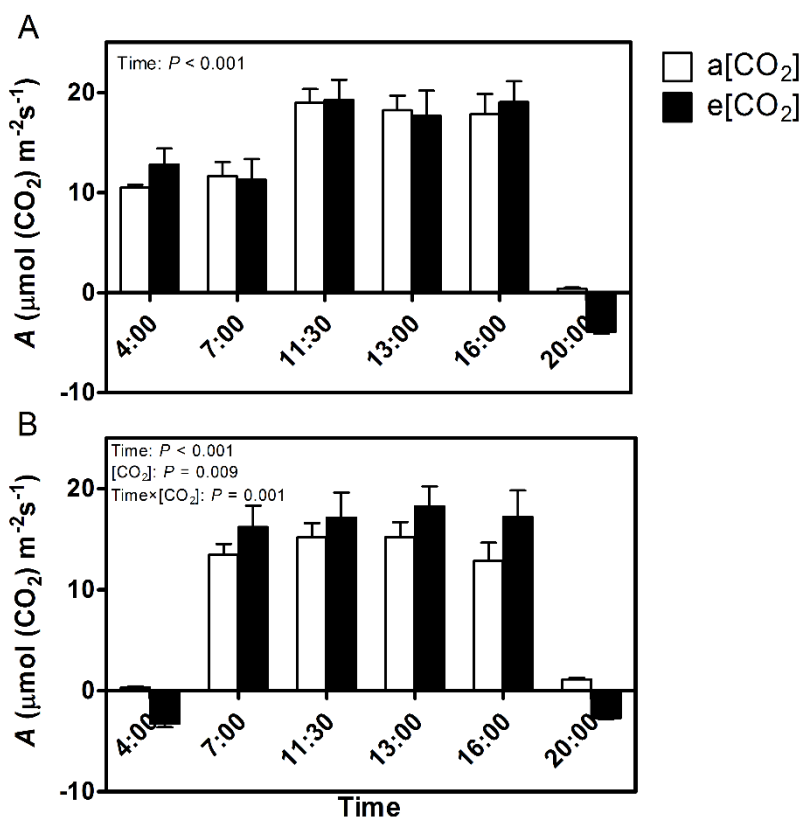 A
Time: P < 0.001
a[CO₂]
e[CO₂]
A (μmol (CO₂) m⁻²s⁻¹)
20
10
0
-10
4:00
7:00
11:30
13:00
16:00
20:00
B
Time: P < 0.001
[CO₂]: P = 0.009
Time×[CO₂]: P = 0.001
A (μmol (CO₂) m⁻²s⁻¹)
20
10
0
-10
4:00
7:00
11:30
13:00
16:00
20:00
Time